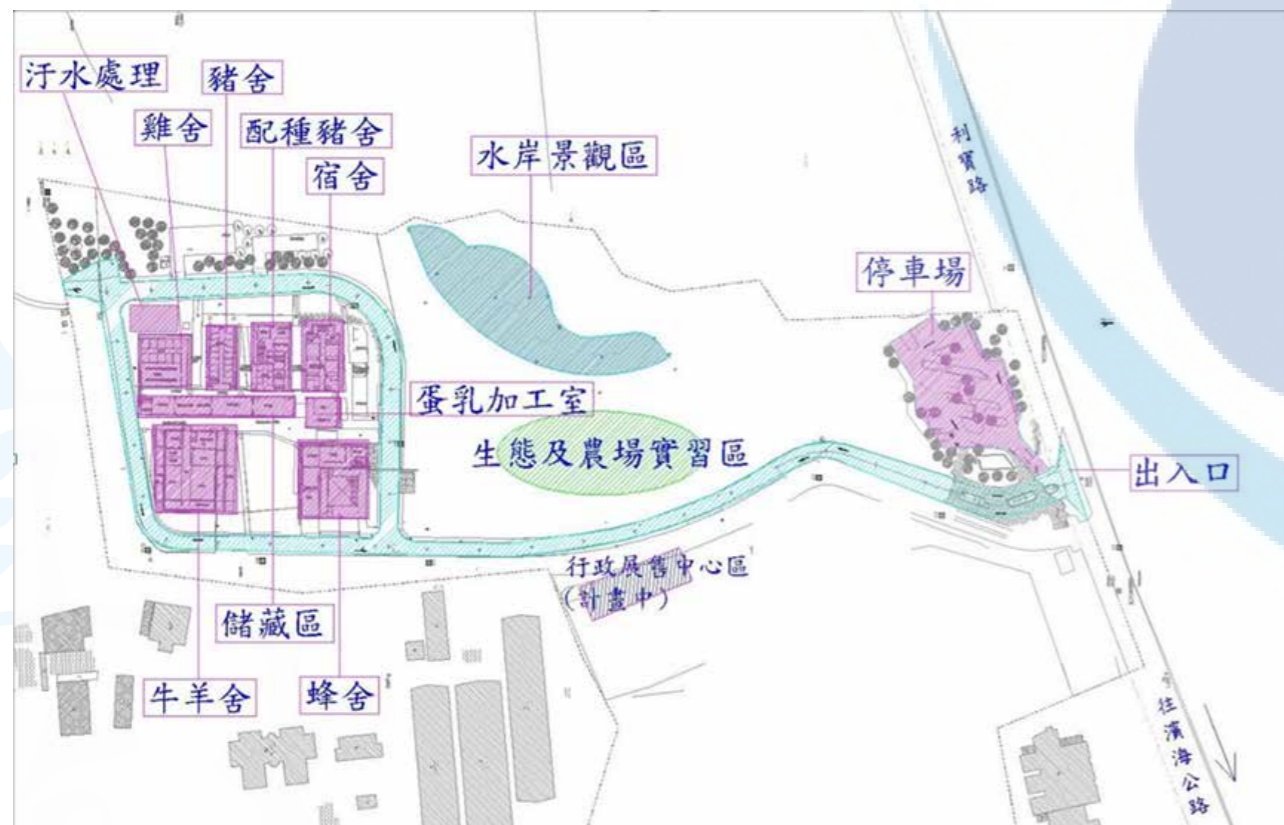 汙水處理
豬舍
雞舍
配種豬舍
宿舍
水岸景觀區
利寶路
停車場
蛋乳加工室
生態及農場實習區
出入口
行政展售中心區
(計畫中)
儲藏區
牛羊舍
蜂舍
往濱海公路